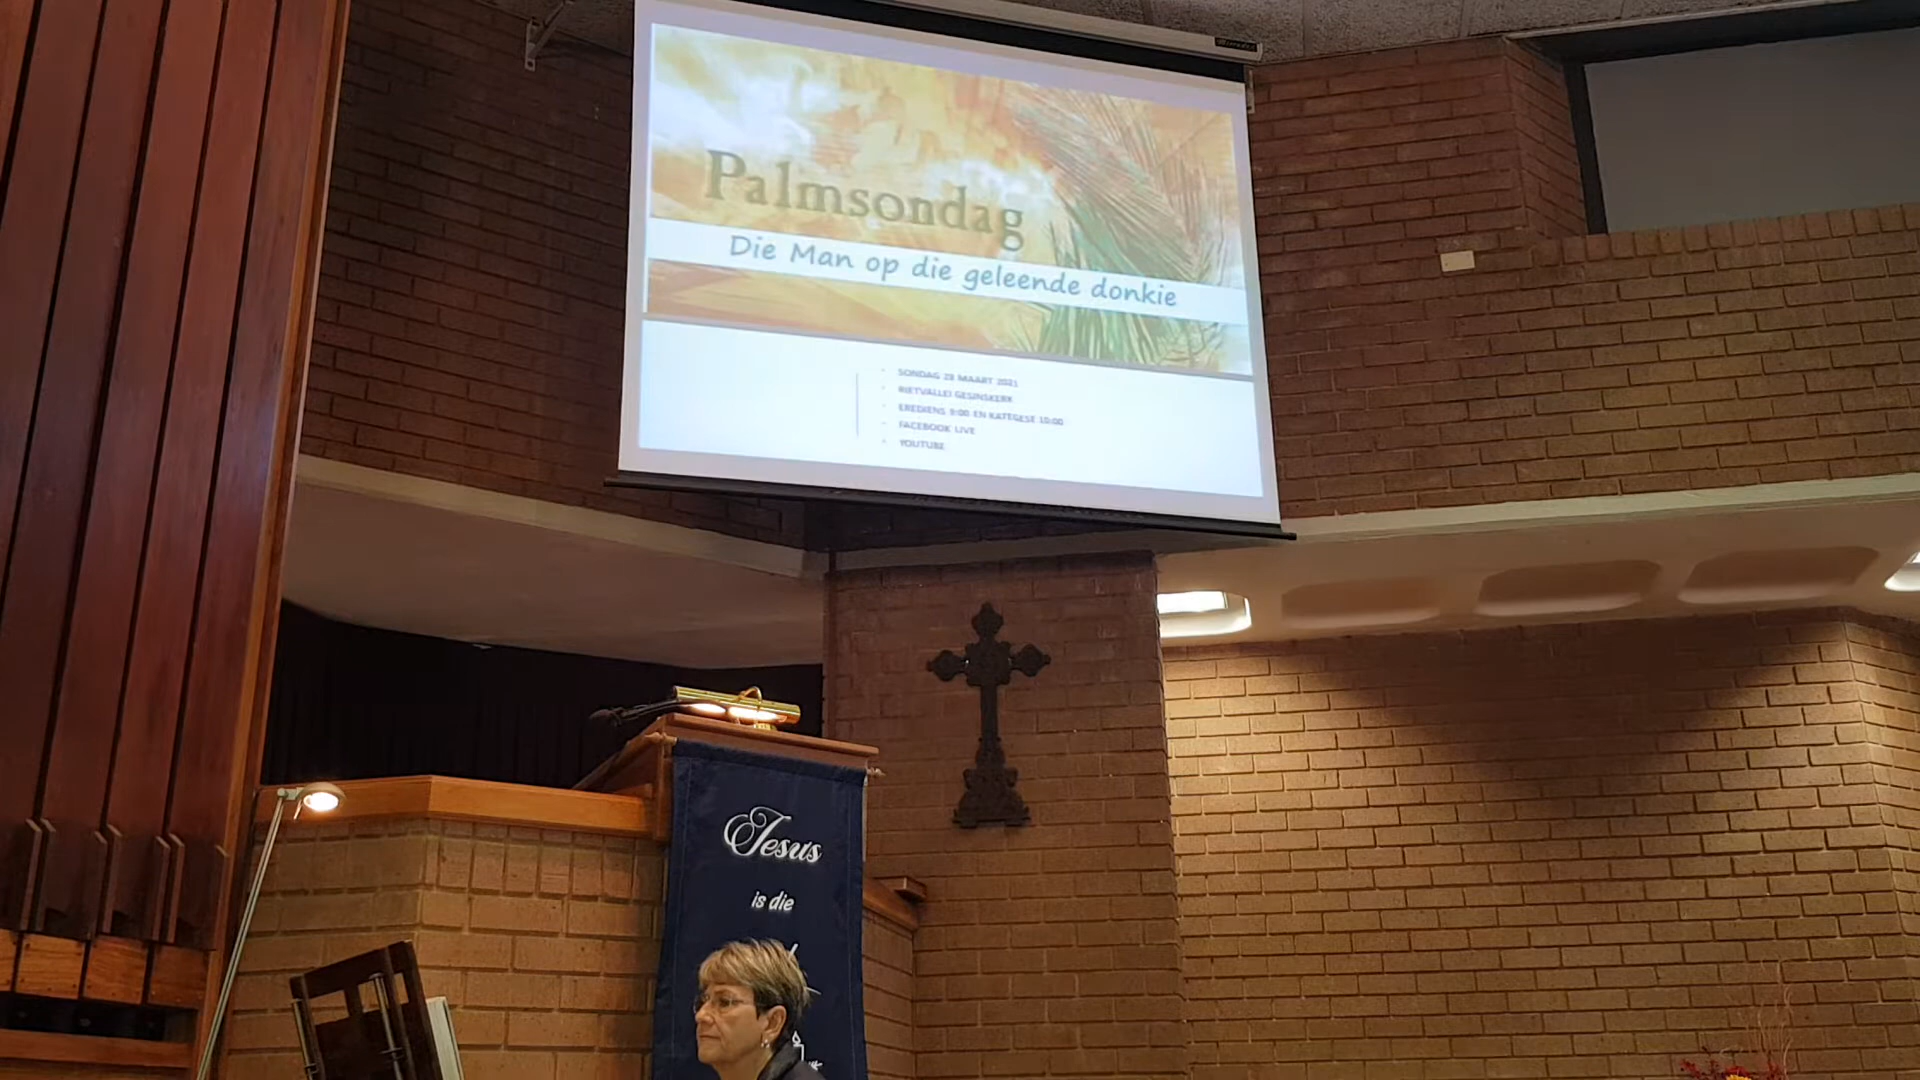 Palmsondag
Die Man op die geleende donkie
SONDAG 28 MAART 2021
RIETVALLEI GESINSKERK
EREDIENS 9:00 EN KATEGESE 10:00
FACEBOOK LIVE
YOUTUBE
Jesus
is die